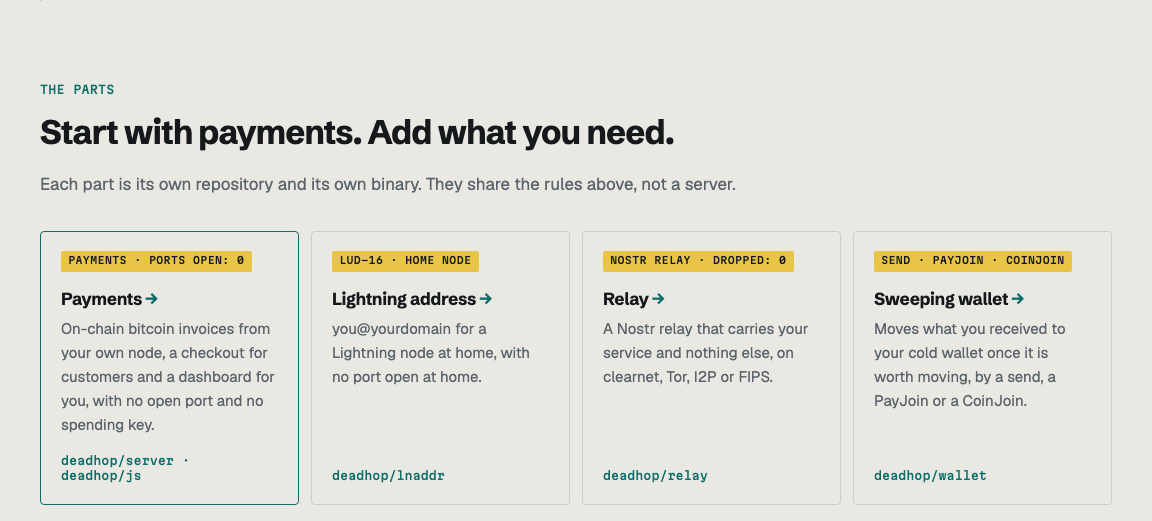 THE PARTS
Start with payments. Add what you need.
Each part is its own repository and its own binary. They share the rules above, not a server.
PAYMENTS · PORTS OPEN: 0
Payments →
On-chain bitcoin invoices from
your own node, a checkout for
customers and a dashboard for
you, with no open port and no
spending key.
deadhop/server ·
deadhop/js
LUD-16 · HOME NODE
Lightning address →
you@yourdomain for a
Lightning node at home, with
no port open at home.
deadhop/lnaddr
NOSTR RELAY · DROPPED: 0
Relay →
A Nostr relay that carries your
service and nothing else, on
clearnet, Tor, I2P or FIPS.
deadhop/relay
SEND · PAYJOIN · COINJOIN
Sweeping wallet →
Moves what you received to
your cold wallet once it is
worth moving, by a send, a
PayJoin or a CoinJoin.
deadhop/wallet